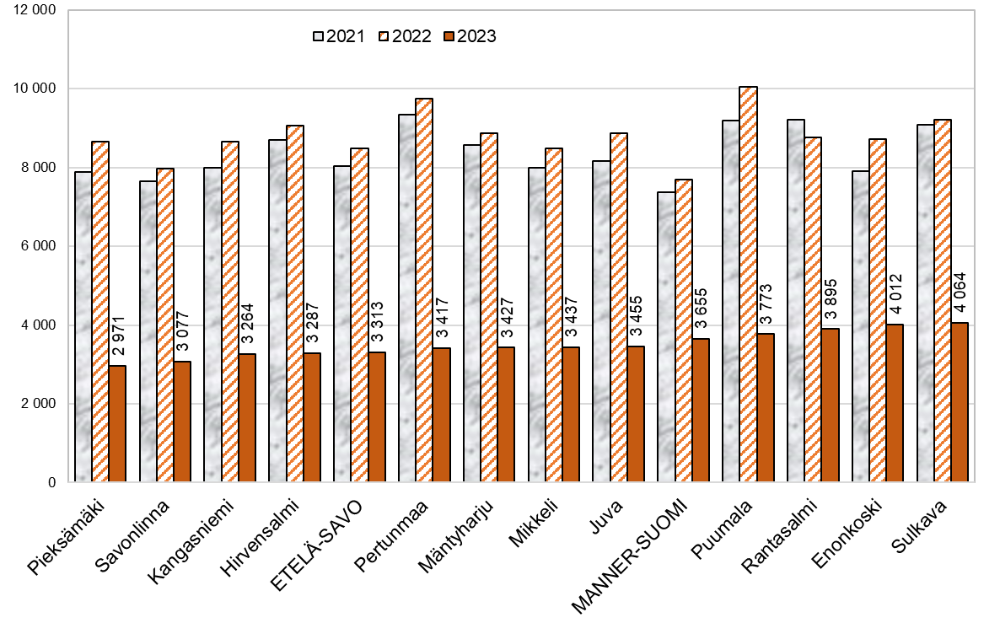 12 000
10 000
8 000
6 000
4 000
2 000
0
2021 2022 2023
2 971
3 077
3 264
3 287
3 313
3 417
3 427
3 437
3 455
3 655
3 773
3 895
4 012
4 064
Pieksämäki
Savonlinna
Kangasniemi
Hirvensalmi
ETELÄ-SAVO
Pertunmaa
Mäntyharju
Mikkeli
Juva
MANNER-SUOMI
Puumala
Rantasalmi
Enonkoski
Sulkava